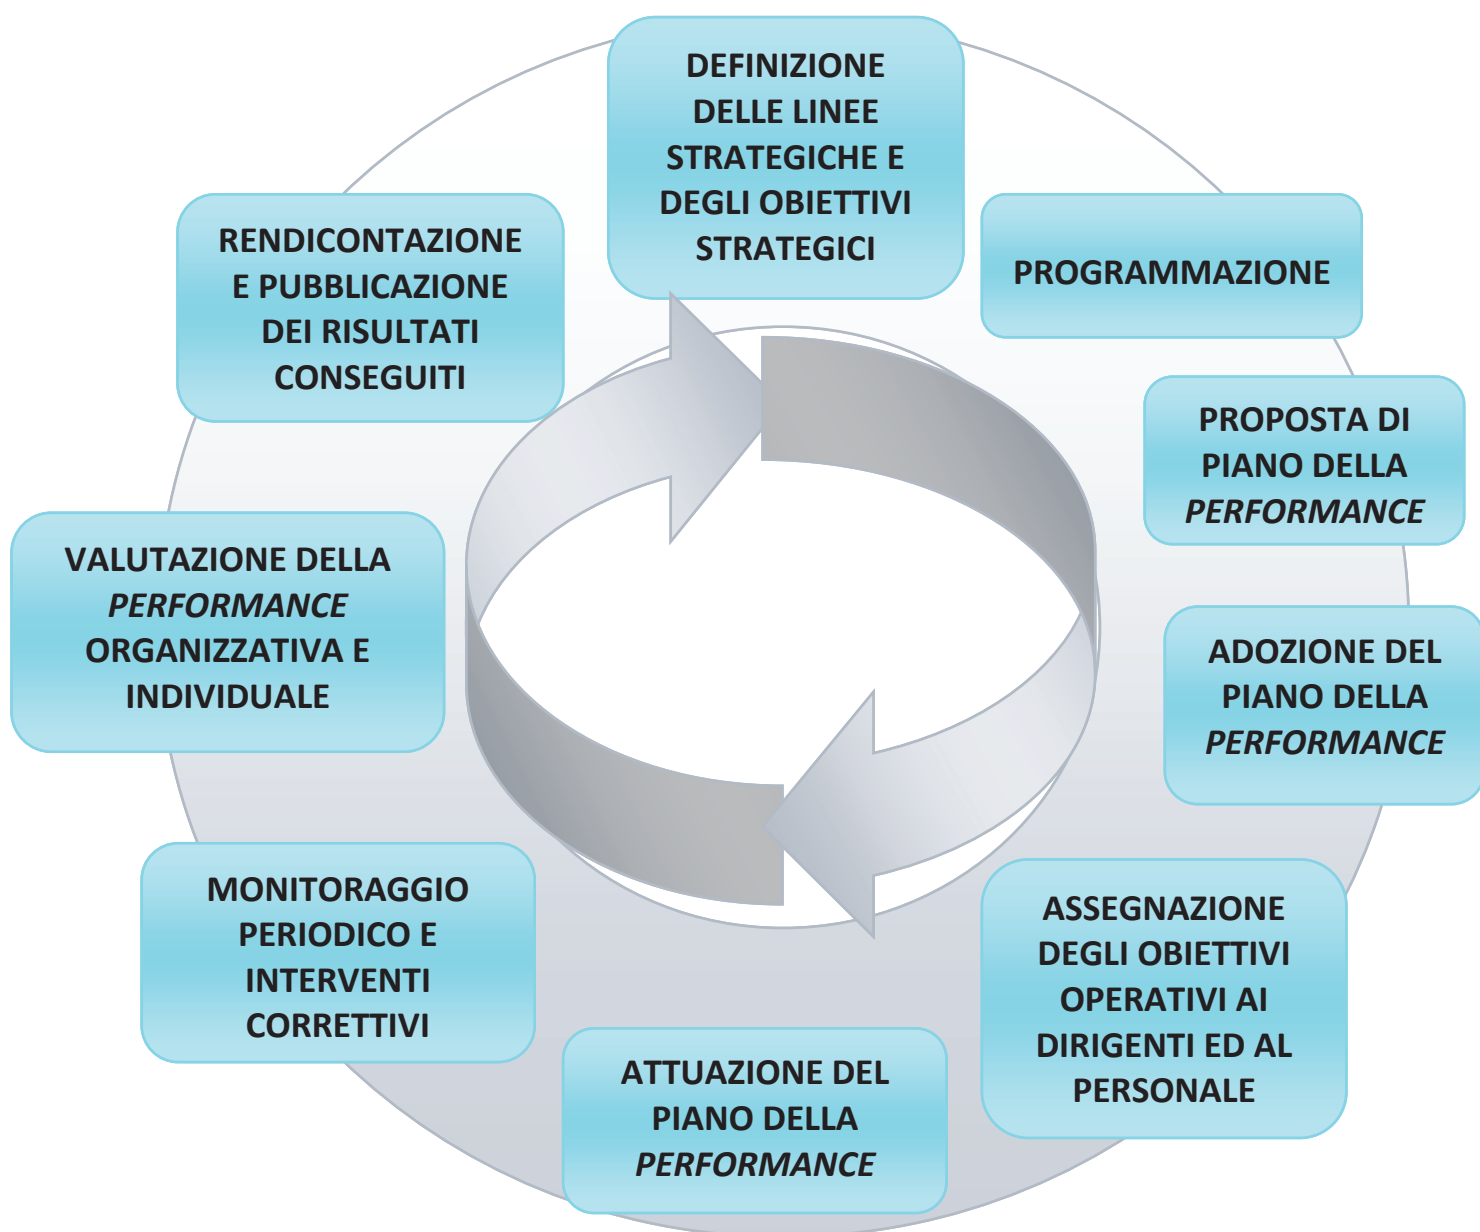 DEFINIZIONE
DELLE LINEE
STRATEGICHE E
DEGLI OBIETTIVI
STRATEGICI
PROGRAMMAZIONE
PROPOSTA DI
PIANO DELLA
PERFORMANCE
ADOZIONE DEL
PIANO DELLA
PERFORMANCE
ASSEGNAZIONE
DEGLI OBIETTIVI
OPERATIVI AI
DIRIGENTI ED AL
PERSONALE
ATTUAZIONE DEL
PIANO DELLA
PERFORMANCE
MONITORAGGIO
PERIODICO E
INTERVENTI
CORRETTIVI
VALUTAZIONE DELLA
PERFORMANCE
ORGANIZZATIVA E
INDIVIDUALE
RENDICONTAZIONE
E PUBBLICAZIONE
DEI RISULTATI
CONSEGUITI